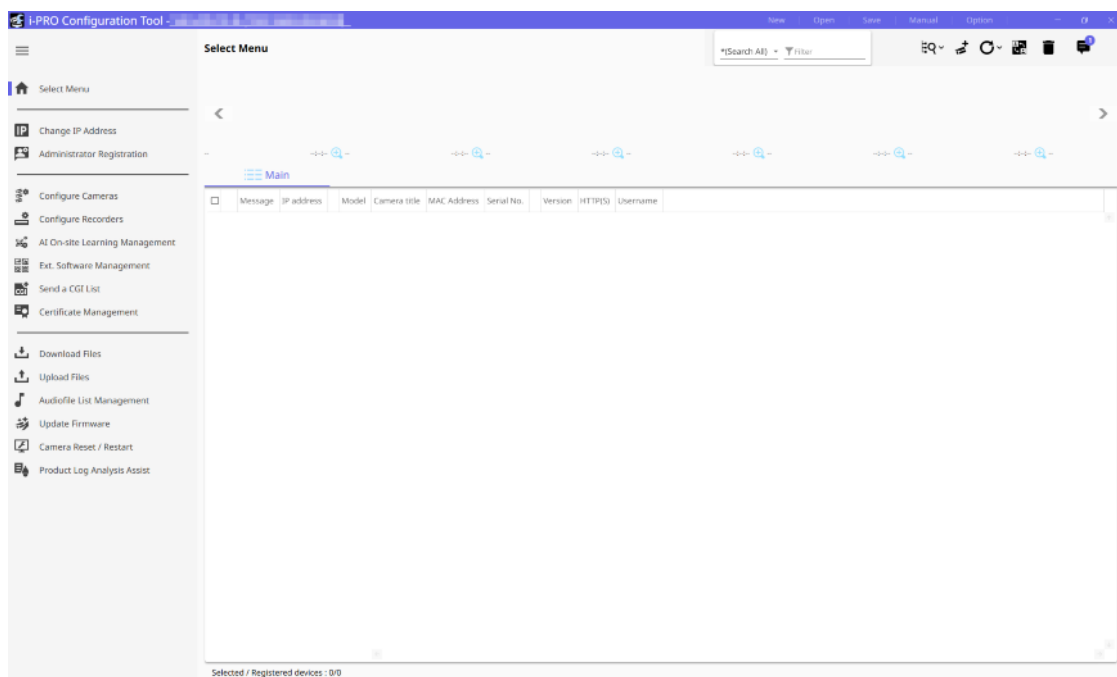 i-PRO Configuration Tool -
New Open Save Manual Option
Select Menu
*(Search All) Filter
Select Menu
Change IP Address
Administrator Registration
--:--:-- --:--:-- --:--:-- --:--:-- --:--:-- --:--:--
Main
Message IP address Model Camera title MAC Address Serial No. Version HTTP(S) Username
Configure Cameras
Configure Recorders
AI On-site Learning Management
Ext. Software Management
Send a CGI List
Certificate Management
Download Files
Upload Files
Audiofile List Management
Update Firmware
Camera Reset / Restart
Product Log Analysis Assist
Selected / Registered devices : 0/0